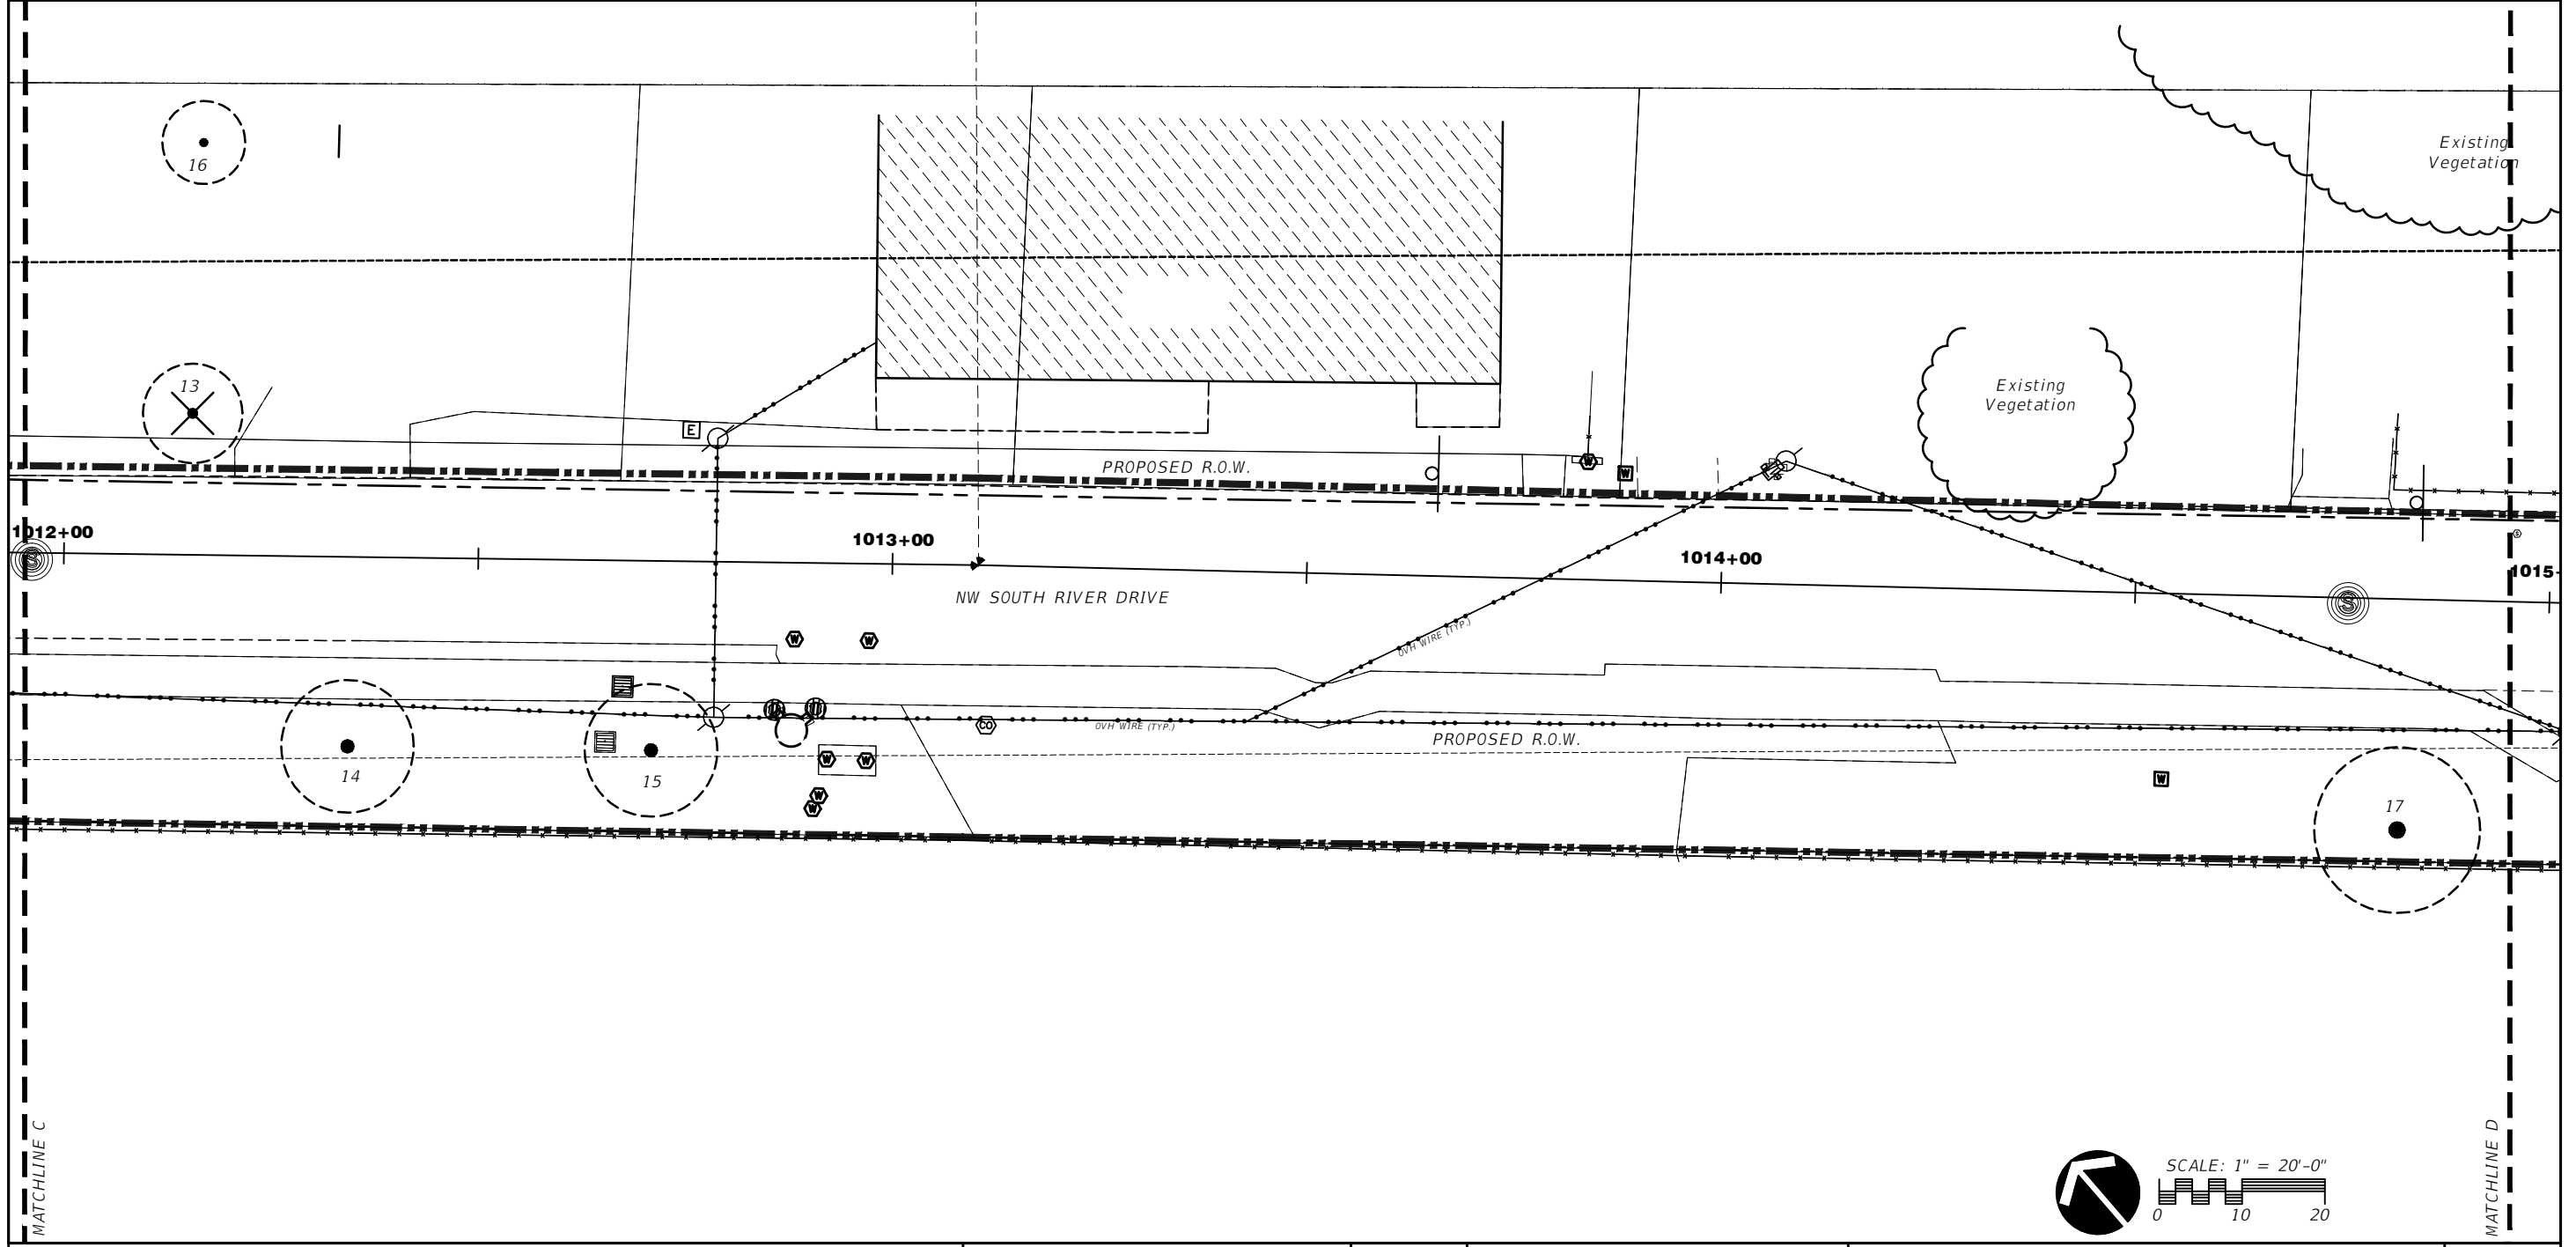 Existing
Vegetation
16
13
Existing
Vegetation
E
PROPOSED R.O.W.
W
W
1012+00
1013+00
1014+00
1015
S
S
NW SOUTH RIVER DRIVE
OVH WIRE (TYP.)
W
W
CO
OVH WIRE (TYP.)
PROPOSED R.O.W.
W
W
W
W
W
14
15
17
MATCHLINE C
MATCHLINE D
SCALE: 1" = 20'-0"
0 10 20